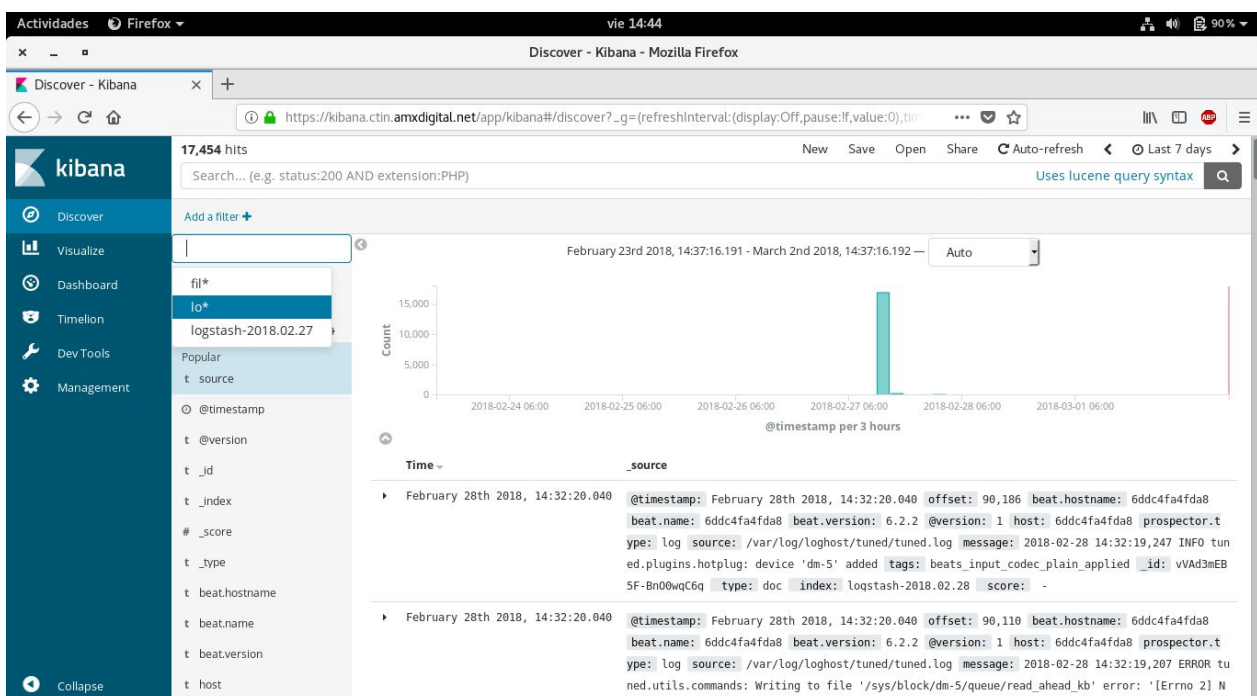 Actividades Firefox vie 14:44 90%
Discover - Kibana - Mozilla Firefox
Discover - Kibana
https://kibana.ctin.amxdigital.net/app/kibana#/discover?_g=(refreshInterval:(display:Off,pause:!f,value:0),tim
ABP
kibana
17,454 hits
New Save Open Share Auto-refresh Last 7 days
Search... (e.g. status:200 AND extension:PHP)
Uses lucene query syntax
Discover
Visualize
Dashboard
Timelion
Dev Tools
Management
Collapse
Add a filter +
fil*
lo*
logstash-2018.02.27
Popular
t source
@timestamp
t @version
t _id
t _index
# _score
t _type
t beat.hostname
t beat.name
t beat.version
t host
February 23rd 2018, 14:37:16.191 - March 2nd 2018, 14:37:16.192 — Auto
Count
15,000
10,000
5,000
0
2018-02-24 06:00 2018-02-25 06:00 2018-02-26 06:00 2018-02-27 06:00 2018-02-28 06:00 2018-03-01 06:00
@timestamp per 3 hours
Time _source
February 28th 2018, 14:32:20.040 @timestamp: February 28th 2018, 14:32:20.040 offset: 90,186 beat.hostname: 6ddc4fa4fda8
beat.name: 6ddc4fa4fda8 beat.version: 6.2.2 @version: 1 host: 6ddc4fa4fda8 prospector.t
ype: log source: /var/log/loghost/tuned/tuned.log message: 2018-02-28 14:32:19,247 INFO tun
ed.plugins.hotplug: device 'dm-5' added tags: beats_input_codec_plain_applied _id: vVAd3mEB
5F-BnO0wqC6q _type: doc _index: logstash-2018.02.28 _score: -
February 28th 2018, 14:32:20.040 @timestamp: February 28th 2018, 14:32:20.040 offset: 90,110 beat.hostname: 6ddc4fa4fda8
beat.name: 6ddc4fa4fda8 beat.version: 6.2.2 @version: 1 host: 6ddc4fa4fda8 prospector.t
ype: log source: /var/log/loghost/tuned/tuned.log message: 2018-02-28 14:32:19,207 ERROR tu
ned.utils.commands: Writing to file '/sys/block/dm-5/queue/read_ahead_kb' error: '[Errno 2] N